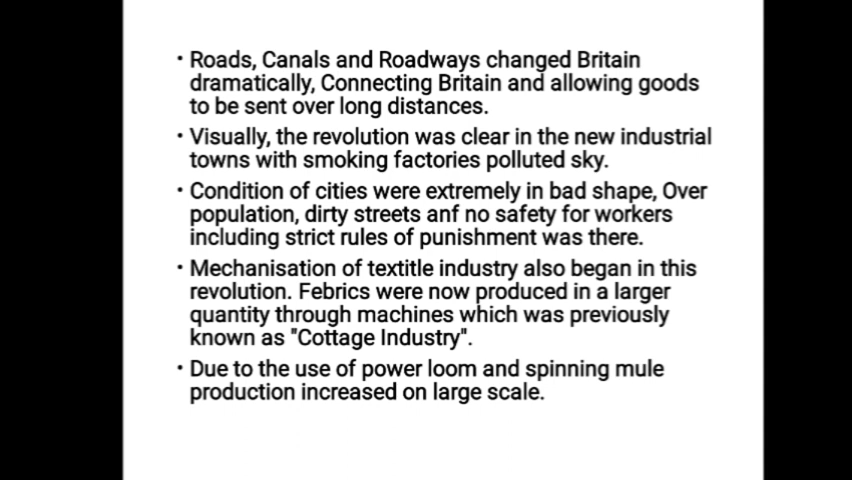 • Roads, Canals and Roadways changed Britain
dramatically, Connecting Britain and allowing goods
to be sent over long distances.
• Visually, the revolution was clear in the new industrial
towns with smoking factories polluted sky.
• Condition of cities were extremely in bad shape, Over
population, dirty streets anf no safety for workers
including strict rules of punishment was there.
• Mechanisation of textitle industry also began in this
revolution. Febrics were now produced in a larger
quantity through machines which was previously
known as "Cottage Industry".
• Due to the use of power loom and spinning mule
production increased on large scale.